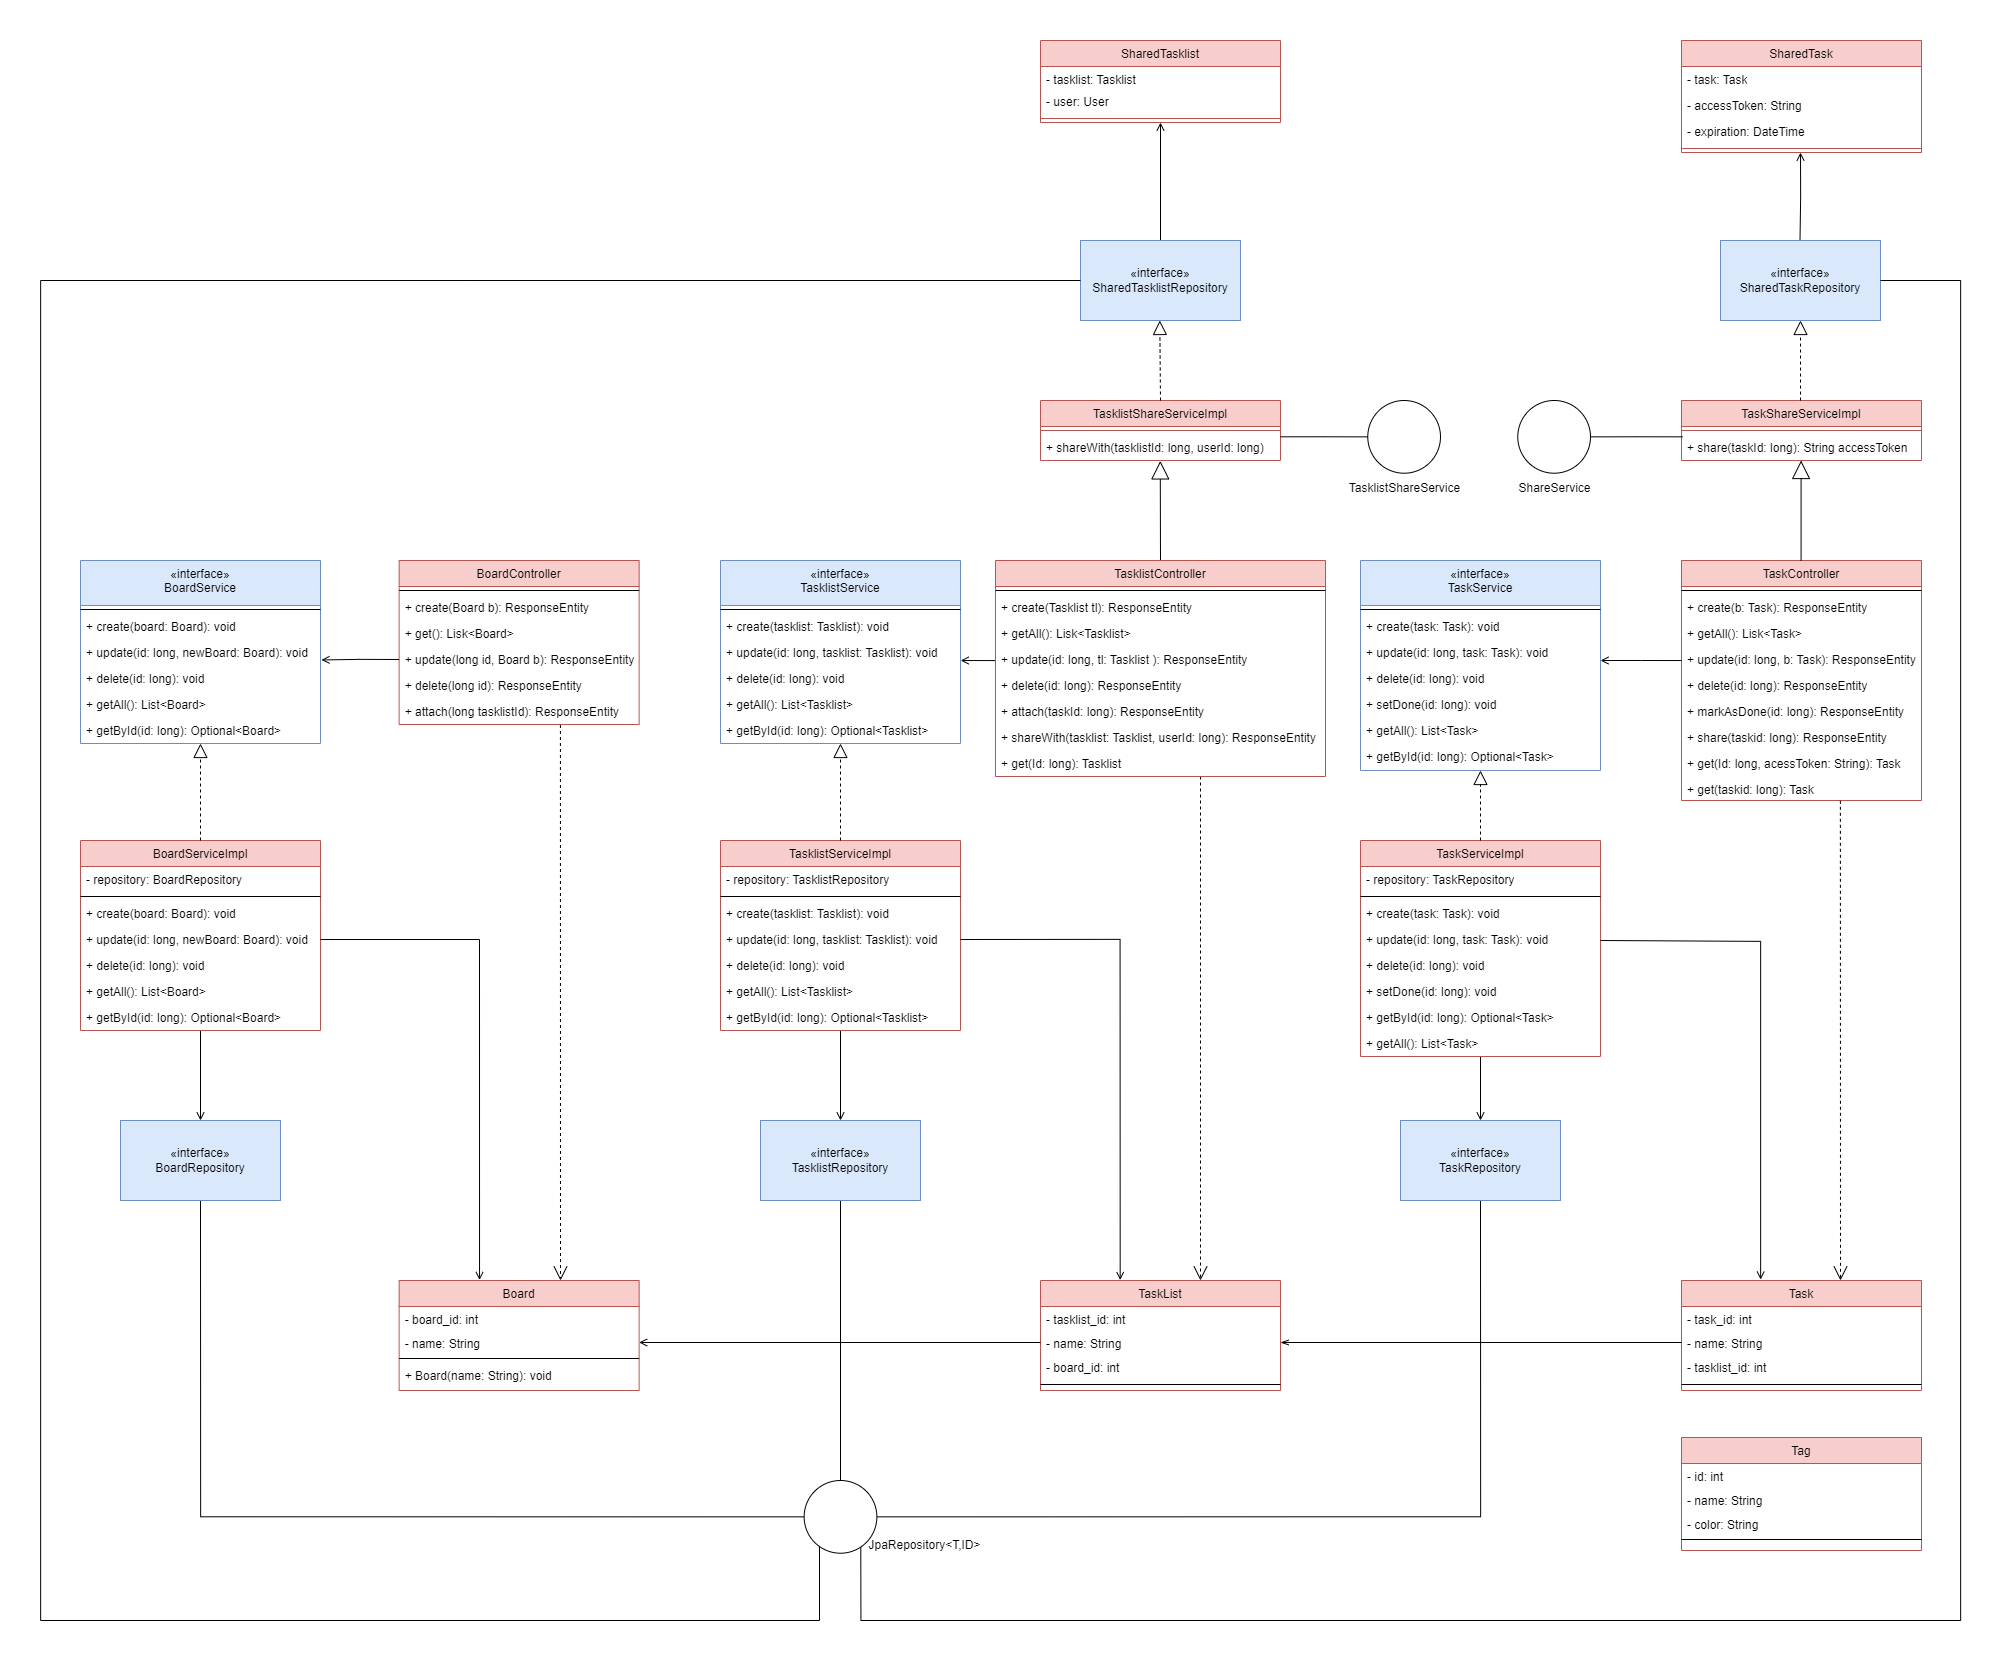 SharedTasklist
- tasklist: Tasklist
- user: User
SharedTask
- task: Task
- accessToken: String
- expiration: DateTime
«interface»
SharedTasklistRepository
«interface»
SharedTaskRepository
TasklistShareServiceImpl
+ shareWith(tasklistId: long, userId: long)
TasklistShareService
ShareService
TaskShareServiceImpl
+ share(taskId: long): String accessToken
«interface»
BoardService
+ create(board: Board): void
+ update(id: long, newBoard: Board): void
+ delete(id: long): void
+ getAll(): List<Board>
+ getById(id: long): Optional<Board>
BoardController
+ create(Board b): ResponseEntity
+ get(): Lisk<Board>
+ update(long id, Board b): ResponseEntity
+ delete(long id): ResponseEntity
+ attach(long tasklistId): ResponseEntity
«interface»
TasklistService
+ create(tasklist: Tasklist): void
+ update(id: long, tasklist: Tasklist): void
+ delete(id: long): void
+ getAll(): List<Tasklist>
+ getById(id: long): Optional<Tasklist>
TasklistController
+ create(Tasklist tl): ResponseEntity
+ getAll(): Lisk<Tasklist>
+ update(id: long, tl: Tasklist ): ResponseEntity
+ delete(id: long): ResponseEntity
+ attach(taskId: long): ResponseEntity
+ shareWith(tasklist: Tasklist, userId: long): ResponseEntity
+ get(Id: long): Tasklist
«interface»
TaskService
+ create(task: Task): void
+ update(id: long, task: Task): void
+ delete(id: long): void
+ setDone(id: long): void
+ getAll(): List<Task>
+ getById(id: long): Optional<Task>
TaskController
+ create(b: Task): ResponseEntity
+ getAll(): Lisk<Task>
+ update(id: long, b: Task): ResponseEntity
+ delete(id: long): ResponseEntity
+ markAsDone(id: long): ResponseEntity
+ share(taskid: long): ResponseEntity
+ get(Id: long, acessToken: String): Task
+ get(taskid: long): Task
BoardServiceImpl
- repository: BoardRepository
+ create(board: Board): void
+ update(id: long, newBoard: Board): void
+ delete(id: long): void
+ getAll(): List<Board>
+ getById(id: long): Optional<Board>
TasklistServiceImpl
- repository: TasklistRepository
+ create(tasklist: Tasklist): void
+ update(id: long, tasklist: Tasklist): void
+ delete(id: long): void
+ getAll(): List<Tasklist>
+ getById(id: long): Optional<Tasklist>
TaskServiceImpl
- repository: TaskRepository
+ create(task: Task): void
+ update(id: long, task: Task): void
+ delete(id: long): void
+ setDone(id: long): void
+ getById(id: long): Optional<Task>
+ getAll(): List<Task>
«interface»
BoardRepository
«interface»
TasklistRepository
«interface»
TaskRepository
Board
- board_id: int
- name: String
+ Board(name: String): void
TaskList
- tasklist_id: int
- name: String
- board_id: int
Task
- task_id: int
- name: String
- tasklist_id: int
Tag
- id: int
- name: String
- color: String
JpaRepository<T,ID>